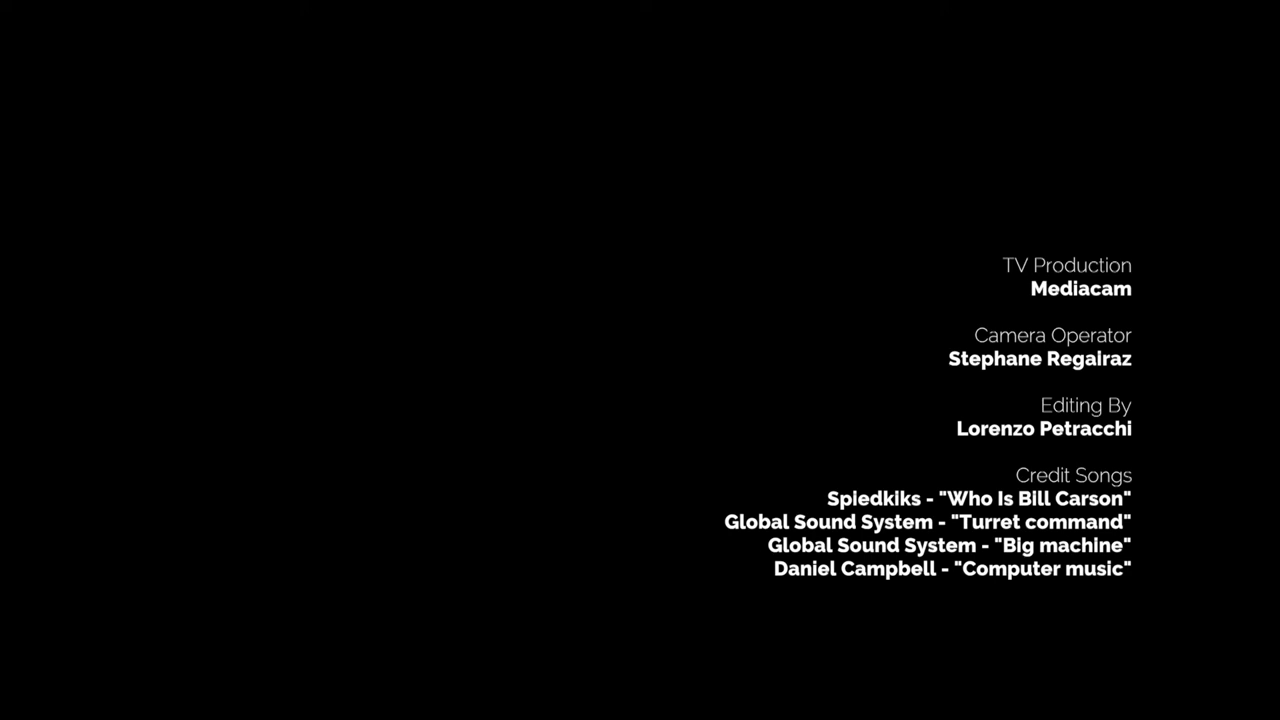 TV Production
Mediacam
Camera Operator
Stephane Regairaz
Editing By
Lorenzo Petracchi
Credit Songs
Spiedkiks - "Who Is Bill Carson"
Global Sound System - "Turret command"
Global Sound System - "Big machine"
Daniel Campbell - "Computer music"